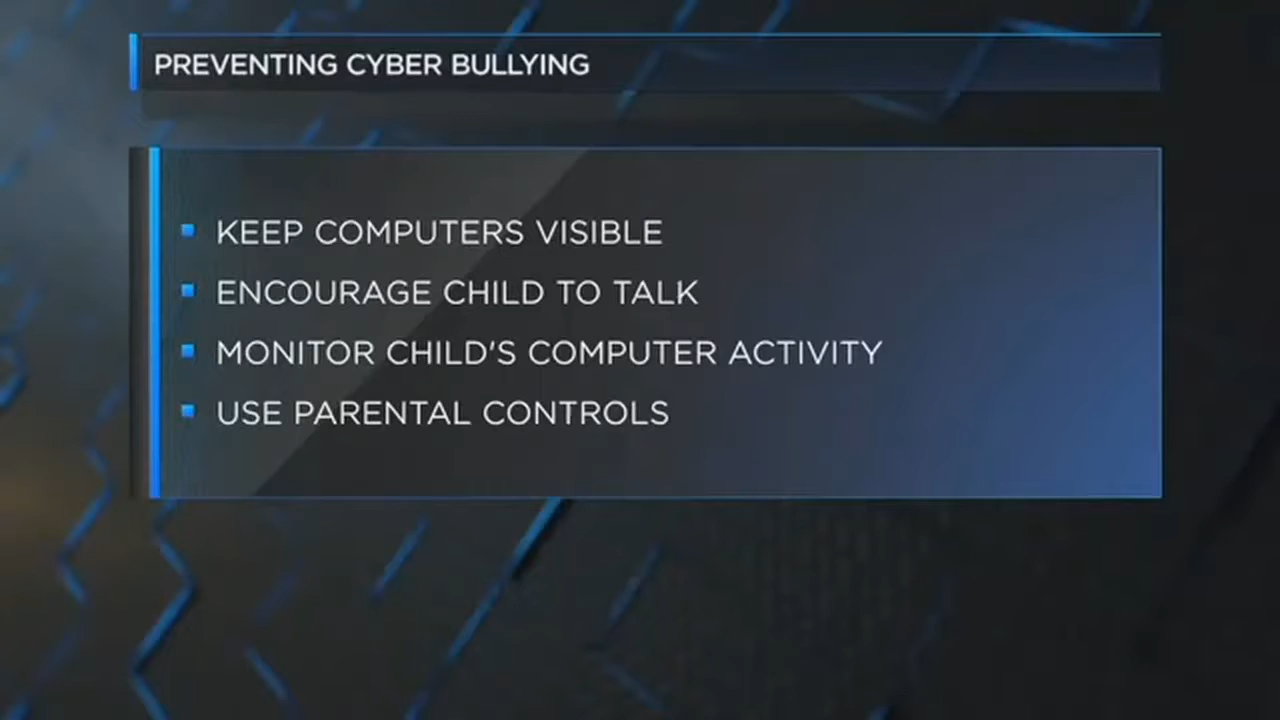 PREVENTING CYBER BULLYING
KEEP COMPUTERS VISIBLE
ENCOURAGE CHILD TO TALK
MONITOR CHILD'S COMPUTER ACTIVITY
USE PARENTAL CONTROLS